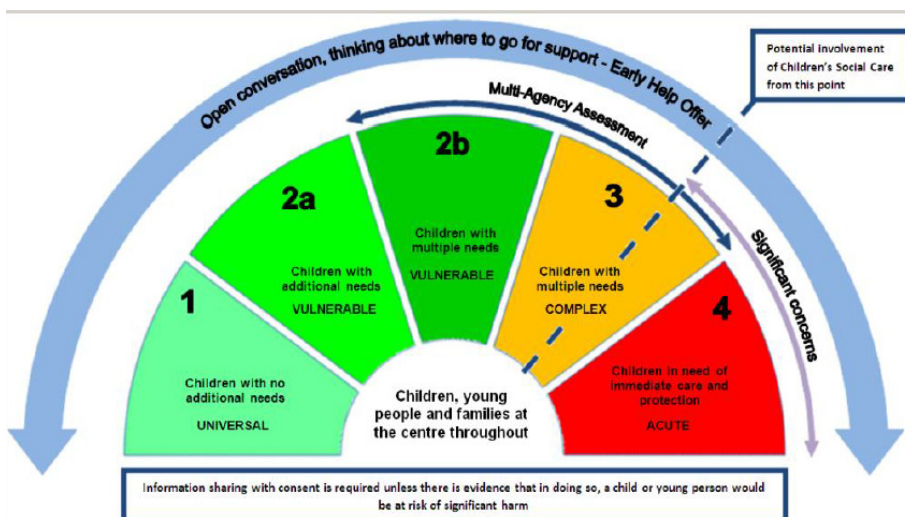 Open conversation, thinking about where to go for support - Early Help Offer
Potential involvement
of Children's Social Care
from this point
Multi-Agency Assessment
Significant concerns
1
Children with no
additional needs
UNIVERSAL
2a
Children with
additional needs
VULNERABLE
2b
Children with
multiple needs
VULNERABLE
3
Children with
multiple needs
COMPLEX
4
Children in need of
immediate care and
protection
ACUTE
Children, young
people and families at
the centre throughout
Information sharing with consent is required unless there is evidence that in doing so, a child or young person would
be at risk of significant harm